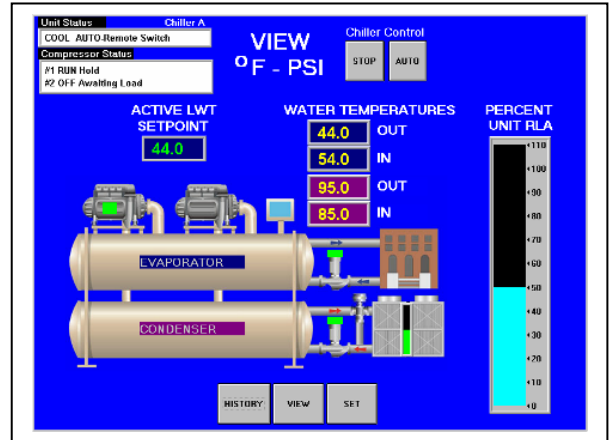 Unit Status Chiller A
COOL AUTO-Remote Switch
Compressor Status
#1 RUN Hold
#2 OFF Awaiting Load
VIEW
°F - PSI
Chiller Control
STOP AUTO
ACTIVE LWT
SETPOINT
44.0
WATER TEMPERATURES
44.0 OUT
54.0 IN
95.0 OUT
85.0 IN
PERCENT
UNIT RLA
110
100
90
80
70
60
50
40
30
20
10
0
EVAPORATOR
CONDENSER
HISTORY VIEW SET